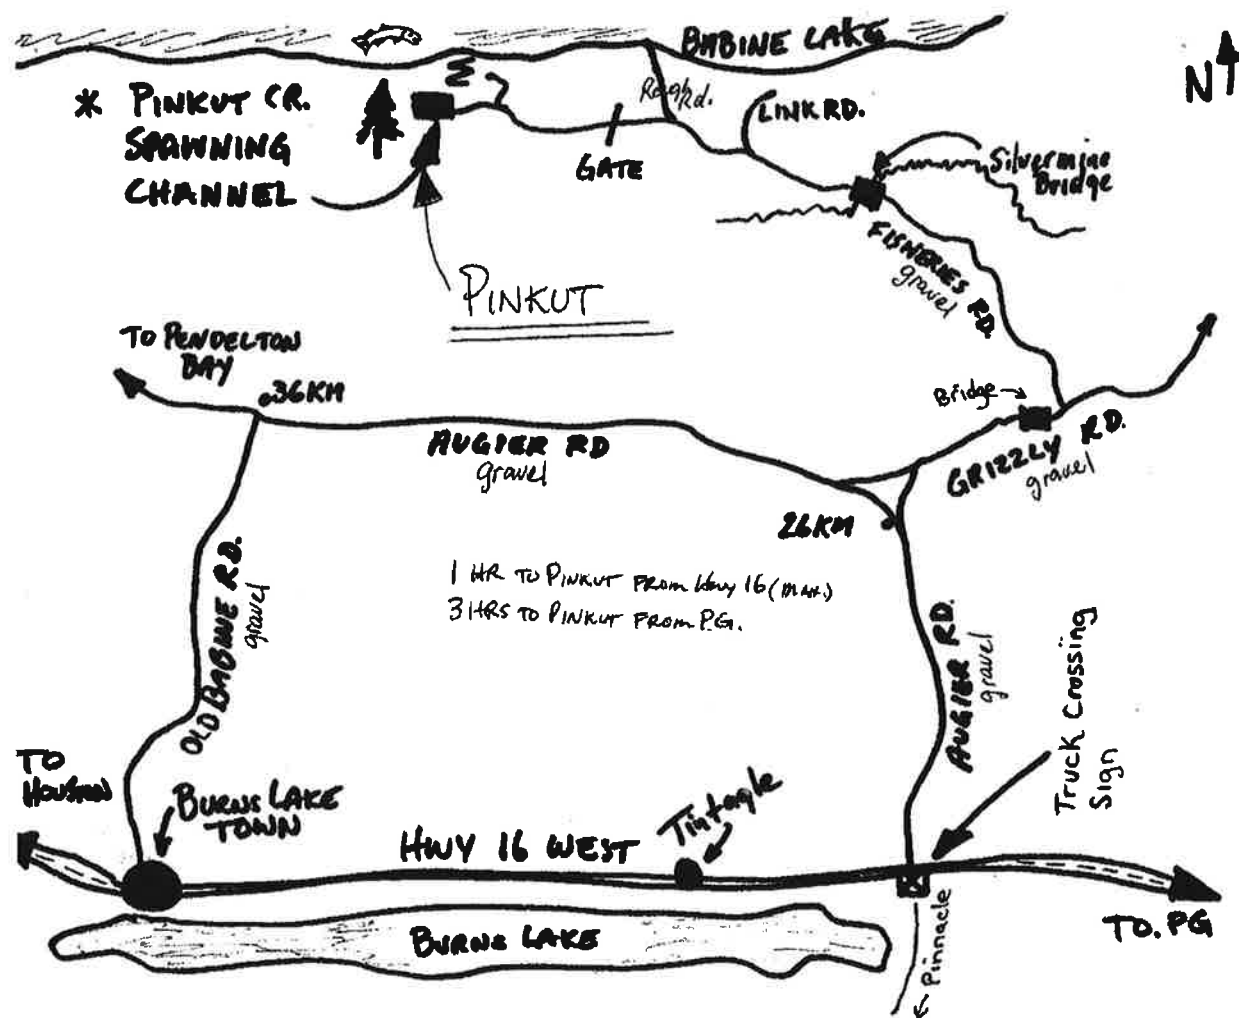 BABINE LAKE
N
* PINKUT CR.
SPAWNING
CHANNEL
Rough Rd.
LINK RD.
GATE
Silvermine
Bridge
FISHERIES RD.
gravel
PINKUT
TO PENDELTON
BAY
36KM
Bridge
AUGIER RD
gravel
GRIZZLY RD.
gravel
26KM
OLD BABINE RD.
gravel
1 HR TO PINKUT FROM HWY 16 (MAX.)
3 HRS TO PINKUT FROM P.G.
AUGIER RD.
gravel
Truck Crossing
Sign
TO
HOUSTON
BURNS LAKE
TOWN
Tintagle
HWY 16 WEST
TO. PG
BURNS LAKE
Pinnacle